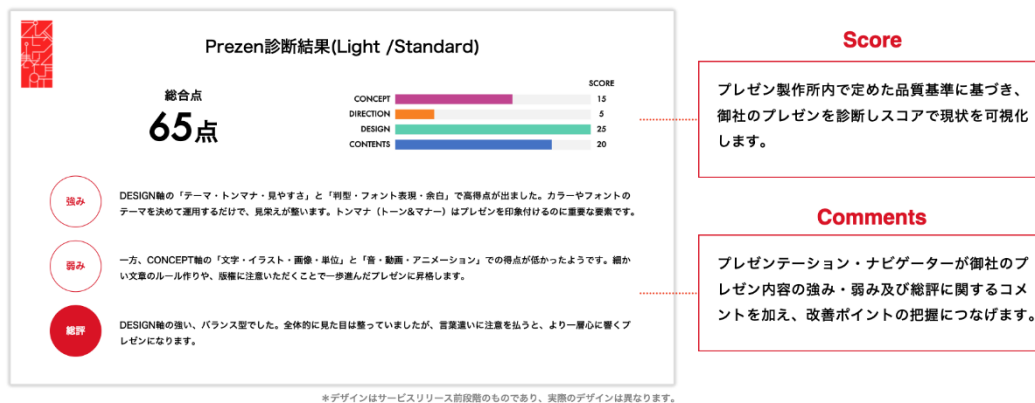 Prezen診断結果(Light /Standard)
総合点
65点
SCORE
CONCEPT 15
DIRECTION 5
DESIGN 25
CONTENTS 20
強み
DESIGN軸の「テーマ・トンマナ・見やすさ」と「判型・フォント表現・余白」で高得点が出ました。カラーやフォントの
テーマを決めて運用するだけで、見栄えが整います。トンマナ（トーン&マナー）はプレゼンを印象付けるのに重要な要素です。
弱み
一方、CONCEPT軸の「文字・イラスト・画像・単位」と「音・動画・アニメーション」での得点が低かったようです。細か
い文章のルール作りや、版権に注意いただくことで一歩進んだプレゼンに昇格します。
総評
DESIGN軸の強い、バランス型でした。全体的に見た目は整っていましたが、言葉遣いに注意を払うと、より一層心に響くプ
レゼンになります。
Score
プレゼン製作所内で定めた品質基準に基づき、
御社のプレゼンを診断しスコアで現状を可視化
します。
Comments
プレゼンテーション・ナビゲーターが御社のプ
レゼン内容の強み・弱み及び総評に関するコメ
ントを加え、改善ポイントの把握につなげます。
＊デザインはサービスリリース前段階のものであり、実際のデザインは異なります。